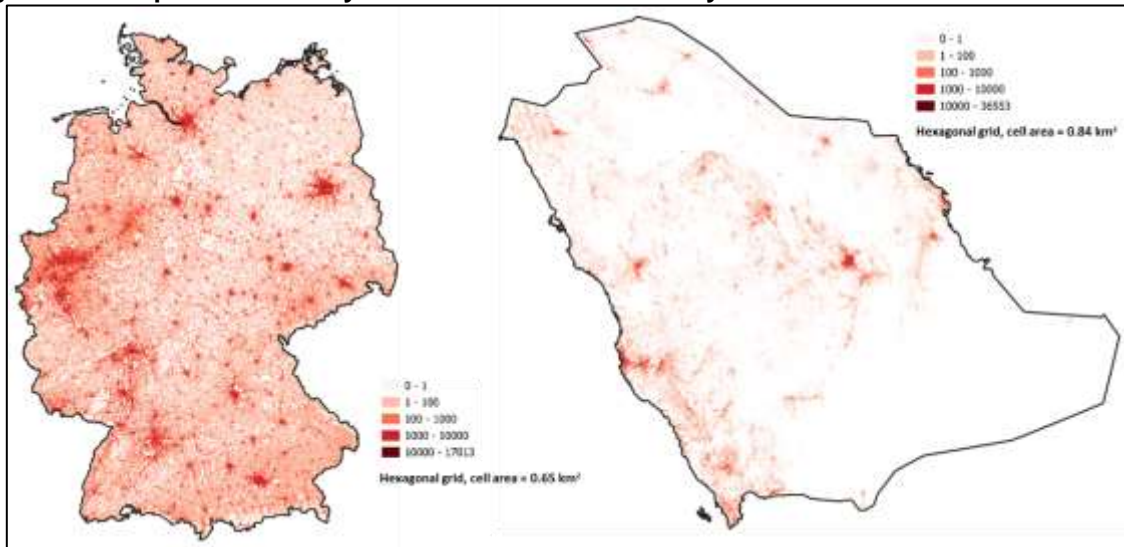 0 - 1
1 - 100
100 - 1000
1000 - 10000
10000 - 36553
Hexagonal grid, cell area = 0.84 km²
0 - 1
1 - 100
100 - 1000
1000 - 10000
10000 - 17013
Hexagonal grid, cell area = 0.65 km²